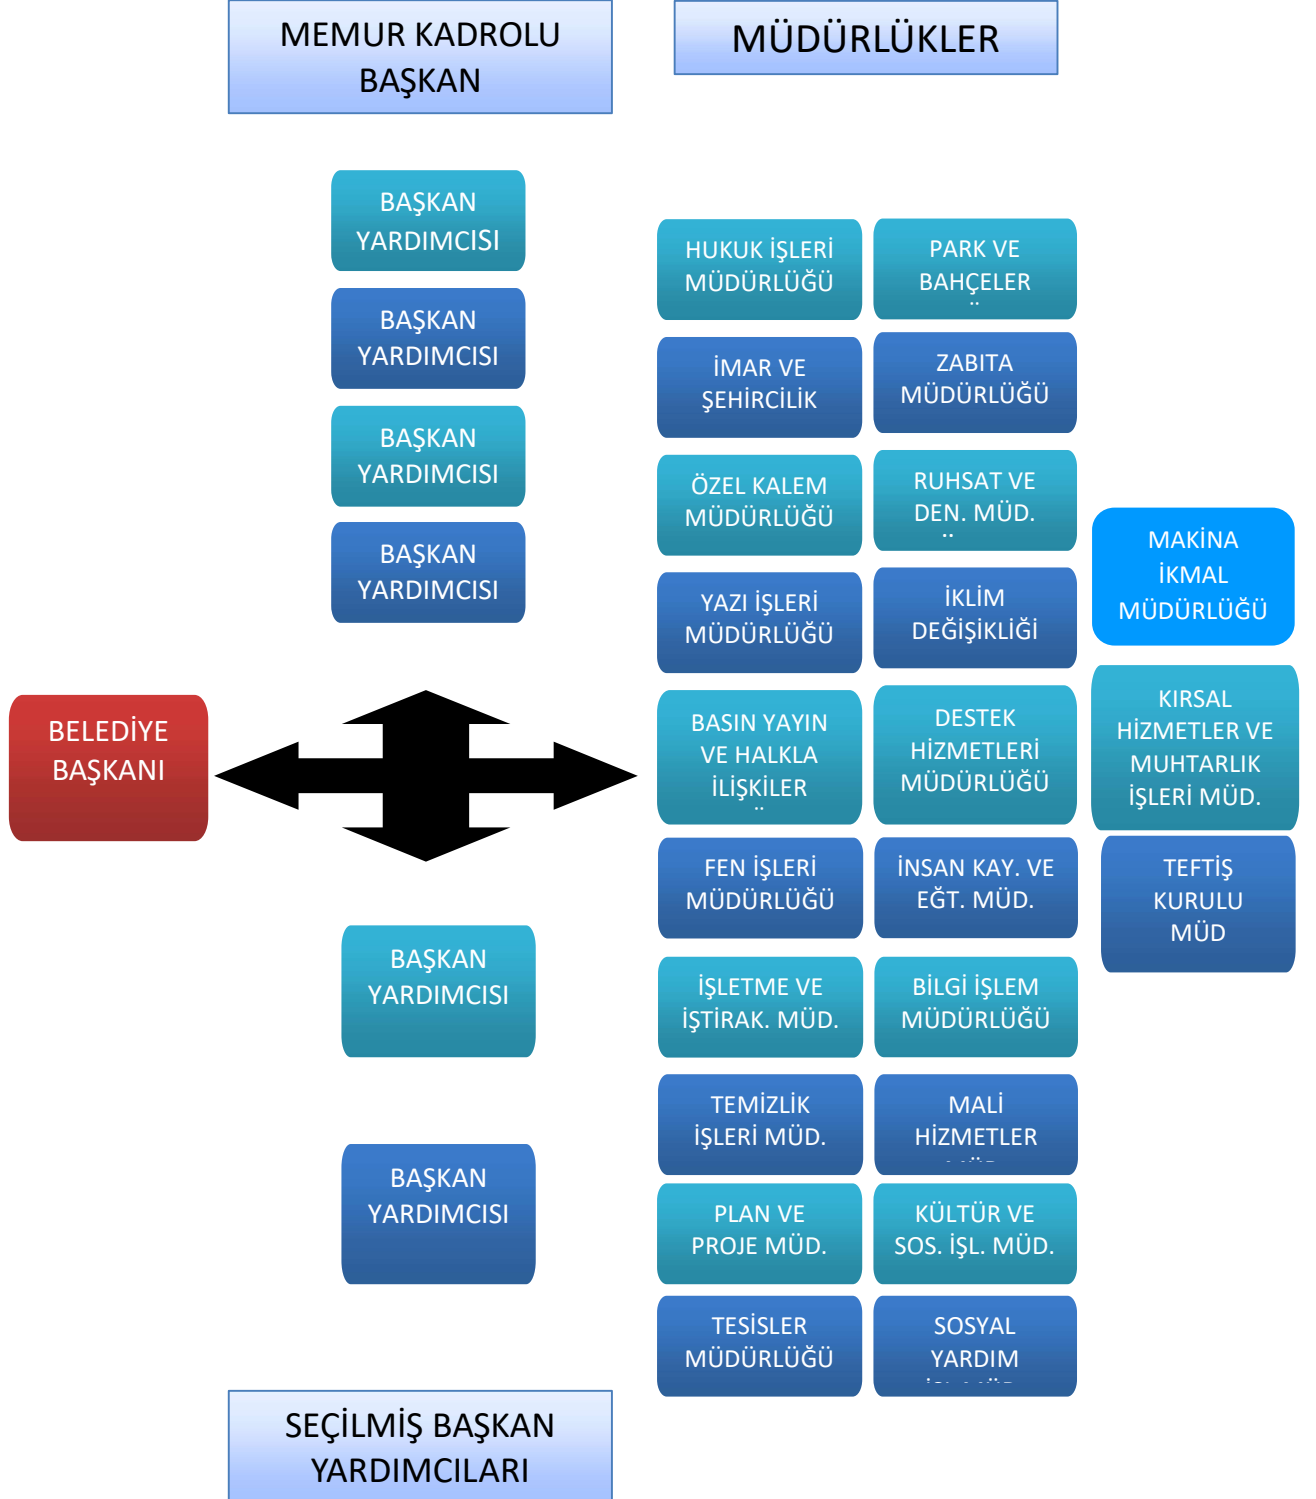 MEMUR KADROLU
BAŞKAN
MÜDÜRLÜKLER
BAŞKAN
YARDIMCISI
BAŞKAN
YARDIMCISI
BAŞKAN
YARDIMCISI
BAŞKAN
YARDIMCISI
BELEDİYE
BAŞKANI
BAŞKAN
YARDIMCISI
BAŞKAN
YARDIMCISI
SEÇİLMİŞ BAŞKAN
YARDIMCILARI
HUKUK İŞLERİ
MÜDÜRLÜĞÜ
PARK VE
BAHÇELER
İMAR VE
ŞEHİRCİLİK
ZABITA
MÜDÜRLÜĞÜ
ÖZEL KALEM
MÜDÜRLÜĞÜ
RUHSAT VE
DEN. MÜD.
YAZI İŞLERİ
MÜDÜRLÜĞÜ
İKLİM
DEĞİŞİKLİĞİ
BASIN YAYIN
VE HALKLA
İLİŞKİLER
DESTEK
HİZMETLERİ
MÜDÜRLÜĞÜ
FEN İŞLERİ
MÜDÜRLÜĞÜ
İNSAN KAY. VE
EĞT. MÜD.
İŞLETME VE
İŞTİRAK. MÜD.
BİLGİ İŞLEM
MÜDÜRLÜĞÜ
TEMİZLİK
İŞLERİ MÜD.
MALİ
HİZMETLER
PLAN VE
PROJE MÜD.
KÜLTÜR VE
SOS. İŞL. MÜD.
TESİSLER
MÜDÜRLÜĞÜ
SOSYAL
YARDIM
MAKİNA
İKMAL
MÜDÜRLÜĞÜ
KIRSAL
HİZMETLER VE
MUHTARLIK
İŞLERİ MÜD.
TEFTİŞ
KURULU
MÜD